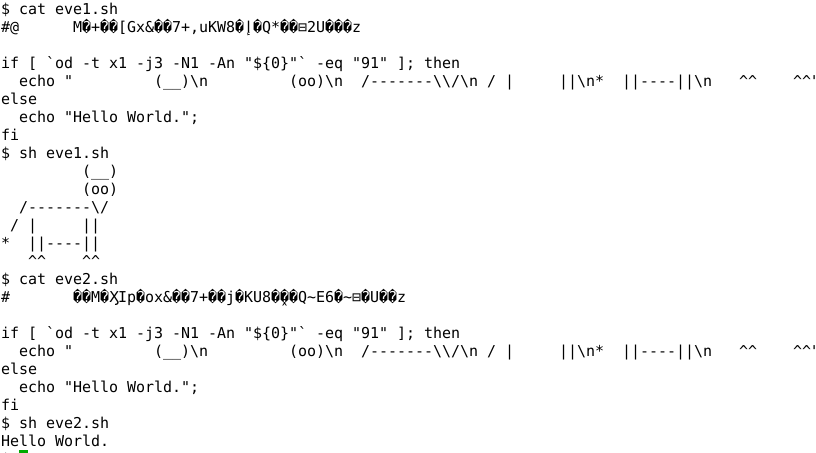 $ cat eve1.sh
#@      M�+��[Gx&��7+,uKW8�|�Q*��⊟2U���z
if [ `od -t x1 -j3 -N1 -An "${0}"` -eq "91" ]; then
  echo "         (__)\n         (oo)\n  /-------\\/\n / |     ||\n*  ||----||\n   ^^    ^^"
else
  echo "Hello World.";
fi
$ sh eve1.sh
         (__)
         (oo)
  /-------\/
 / |     ||
*  ||----||
   ^^    ^^
$ cat eve2.sh
#       ��M�Ip�ox&��7+��j�KU8��Q~E6�~⊟�U��z
if [ `od -t x1 -j3 -N1 -An "${0}"` -eq "91" ]; then
  echo "         (__)\n         (oo)\n  /-------\\/\n / |     ||\n*  ||----||\n   ^^    ^^"
else
  echo "Hello World.";
fi
$ sh eve2.sh
Hello World.